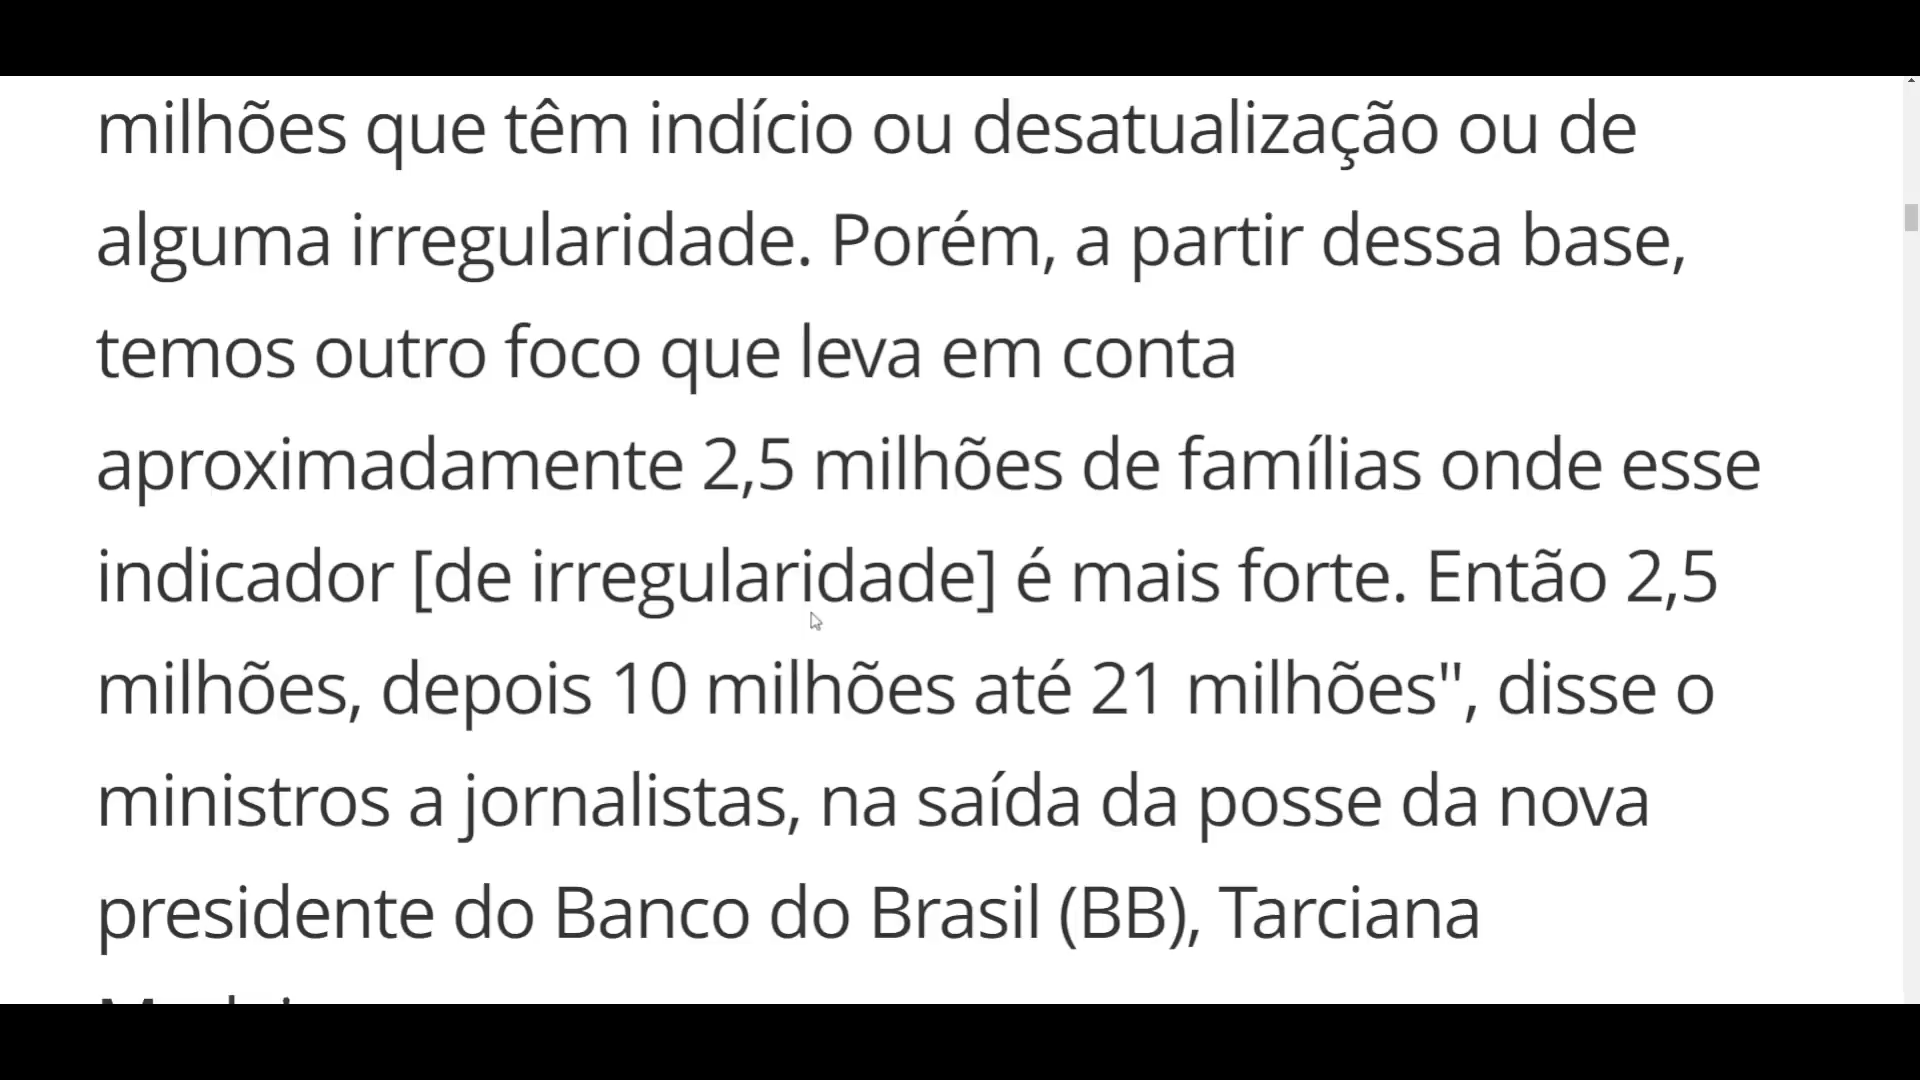 milhões que têm indício ou desatualização ou de
alguma irregularidade. Porém, a partir dessa base,
temos outro foco que leva em conta
aproximadamente 2,5 milhões de famílias onde esse
indicador [de irregularidade] é mais forte. Então 2,5
milhões, depois 10 milhões até 21 milhões", disse o
ministros a jornalistas, na saída da posse da nova
presidente do Banco do Brasil (BB), Tarciana